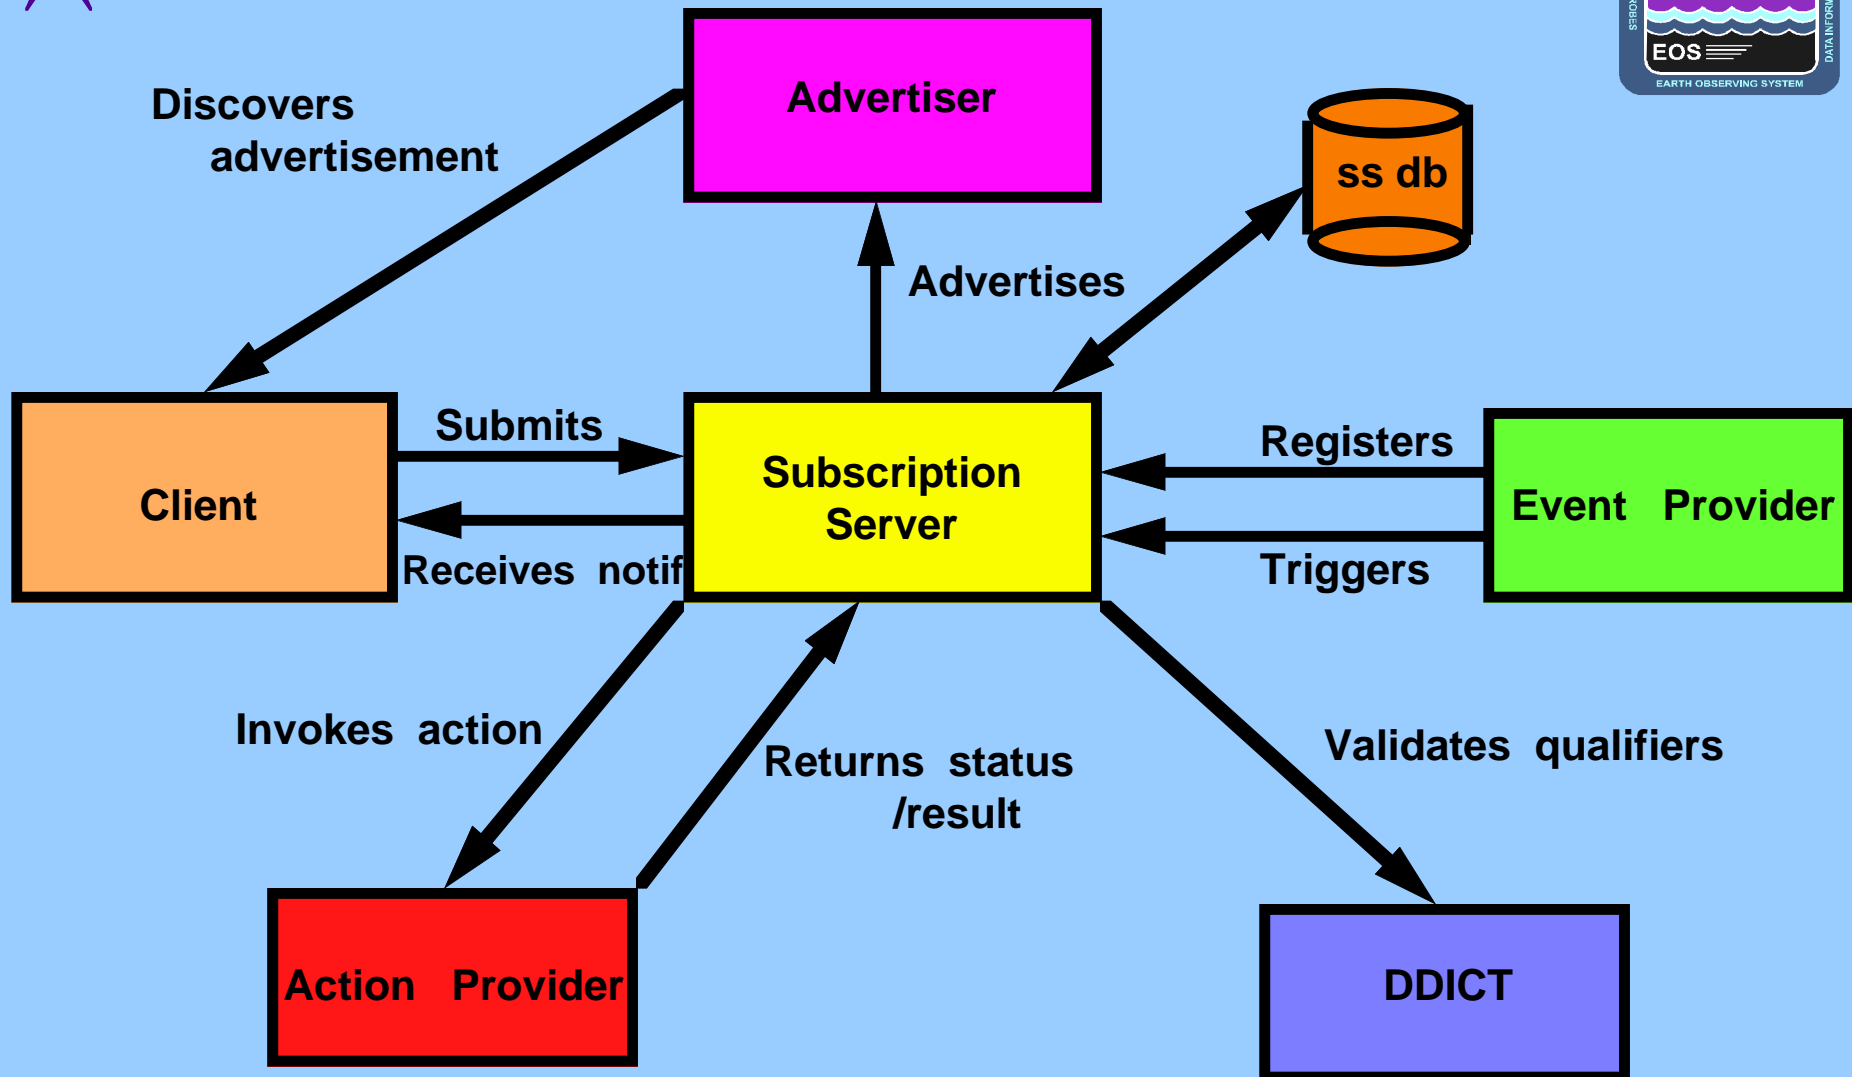 EOS
EARTH OBSERVING SYSTEM
Advertiser
Discovers
advertisement
ss db
Advertises
Submits
Client
Receives notif
Subscription
Server
Registers
Event Provider
Triggers
Invokes action
Returns status
/result
Validates qualifiers
Action Provider
DDICT